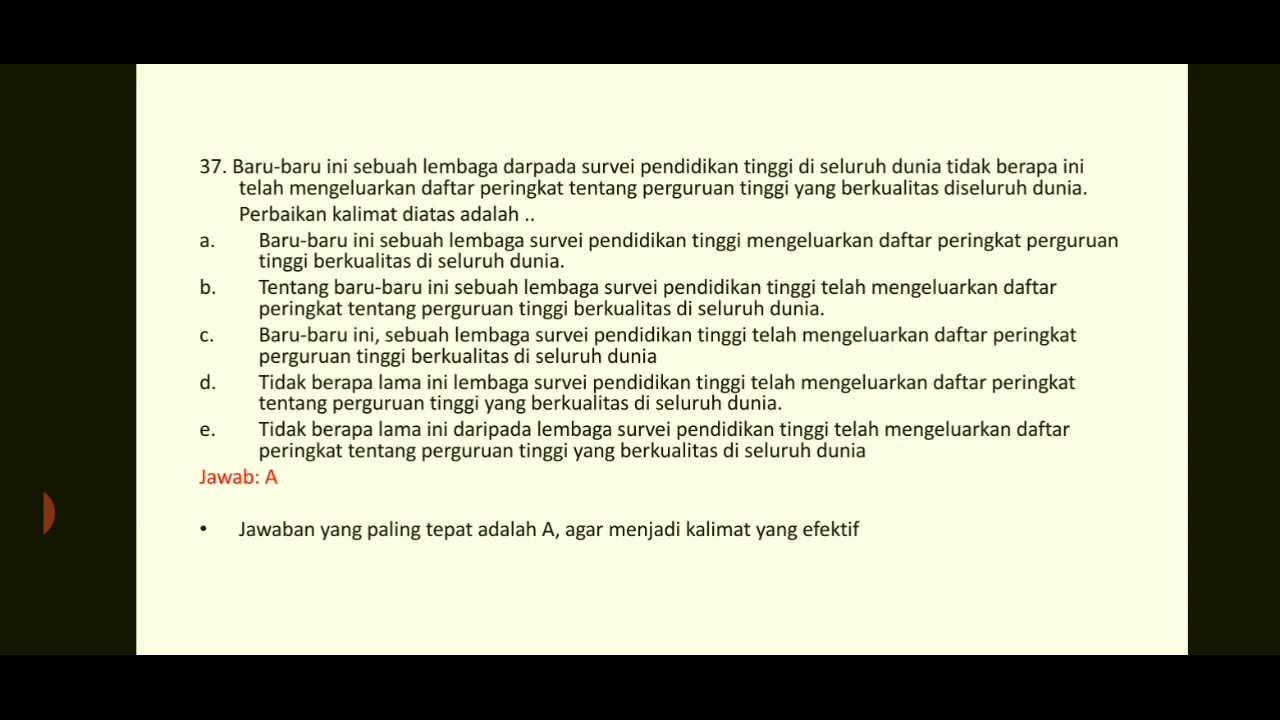 37. Baru-baru ini sebuah lembaga darpada survei pendidikan tinggi di seluruh dunia tidak berapa ini
telah mengeluarkan daftar peringkat tentang perguruan tinggi yang berkualitas diseluruh dunia.
Perbaikan kalimat diatas adalah ..
a. Baru-baru ini sebuah lembaga survei pendidikan tinggi mengeluarkan daftar peringkat perguruan
tinggi berkualitas di seluruh dunia.
b. Tentang baru-baru ini sebuah lembaga survei pendidikan tinggi telah mengeluarkan daftar
peringkat tentang perguruan tinggi berkualitas di seluruh dunia.
c. Baru-baru ini, sebuah lembaga survei pendidikan tinggi telah mengeluarkan daftar peringkat
perguruan tinggi berkualitas di seluruh dunia
d. Tidak berapa lama ini lembaga survei pendidikan tinggi telah mengeluarkan daftar peringkat
tentang perguruan tinggi yang berkualitas di seluruh dunia.
e. Tidak berapa lama ini daripada lembaga survei pendidikan tinggi telah mengeluarkan daftar
peringkat tentang perguruan tinggi yang berkualitas di seluruh dunia
Jawab: A
• Jawaban yang paling tepat adalah A, agar menjadi kalimat yang efektif